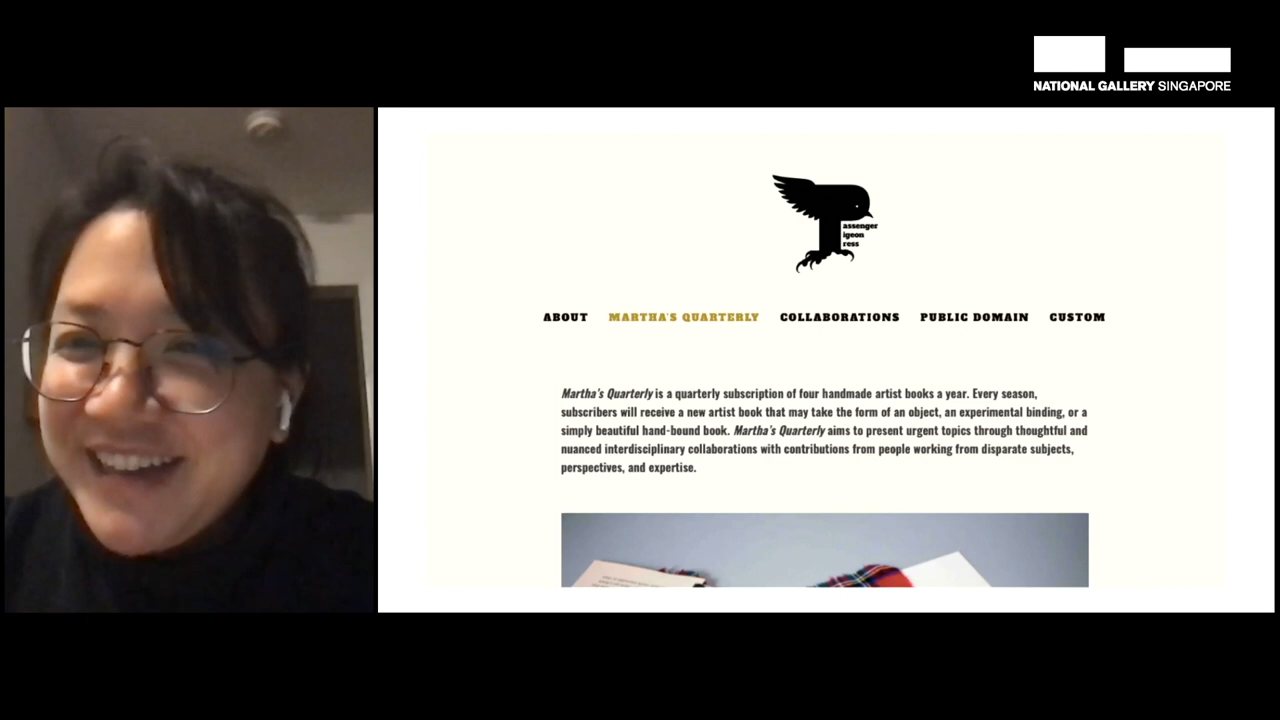 NATIONAL GALLERY SINGAPORE
assenger
igeon
ress
ABOUT MARTHA'S QUARTERLY COLLABORATIONS PUBLIC DOMAIN CUSTOM
Martha's Quarterly is a quarterly subscription of four handmade artist books a year. Every season,
subscribers will receive a new artist book that may take the form of an object, an experimental binding, or a
simply beautiful hand-bound book. Martha's Quarterly aims to present urgent topics through thoughtful and
nuanced interdisciplinary collaborations with contributions from people working from disparate subjects,
perspectives, and expertise.